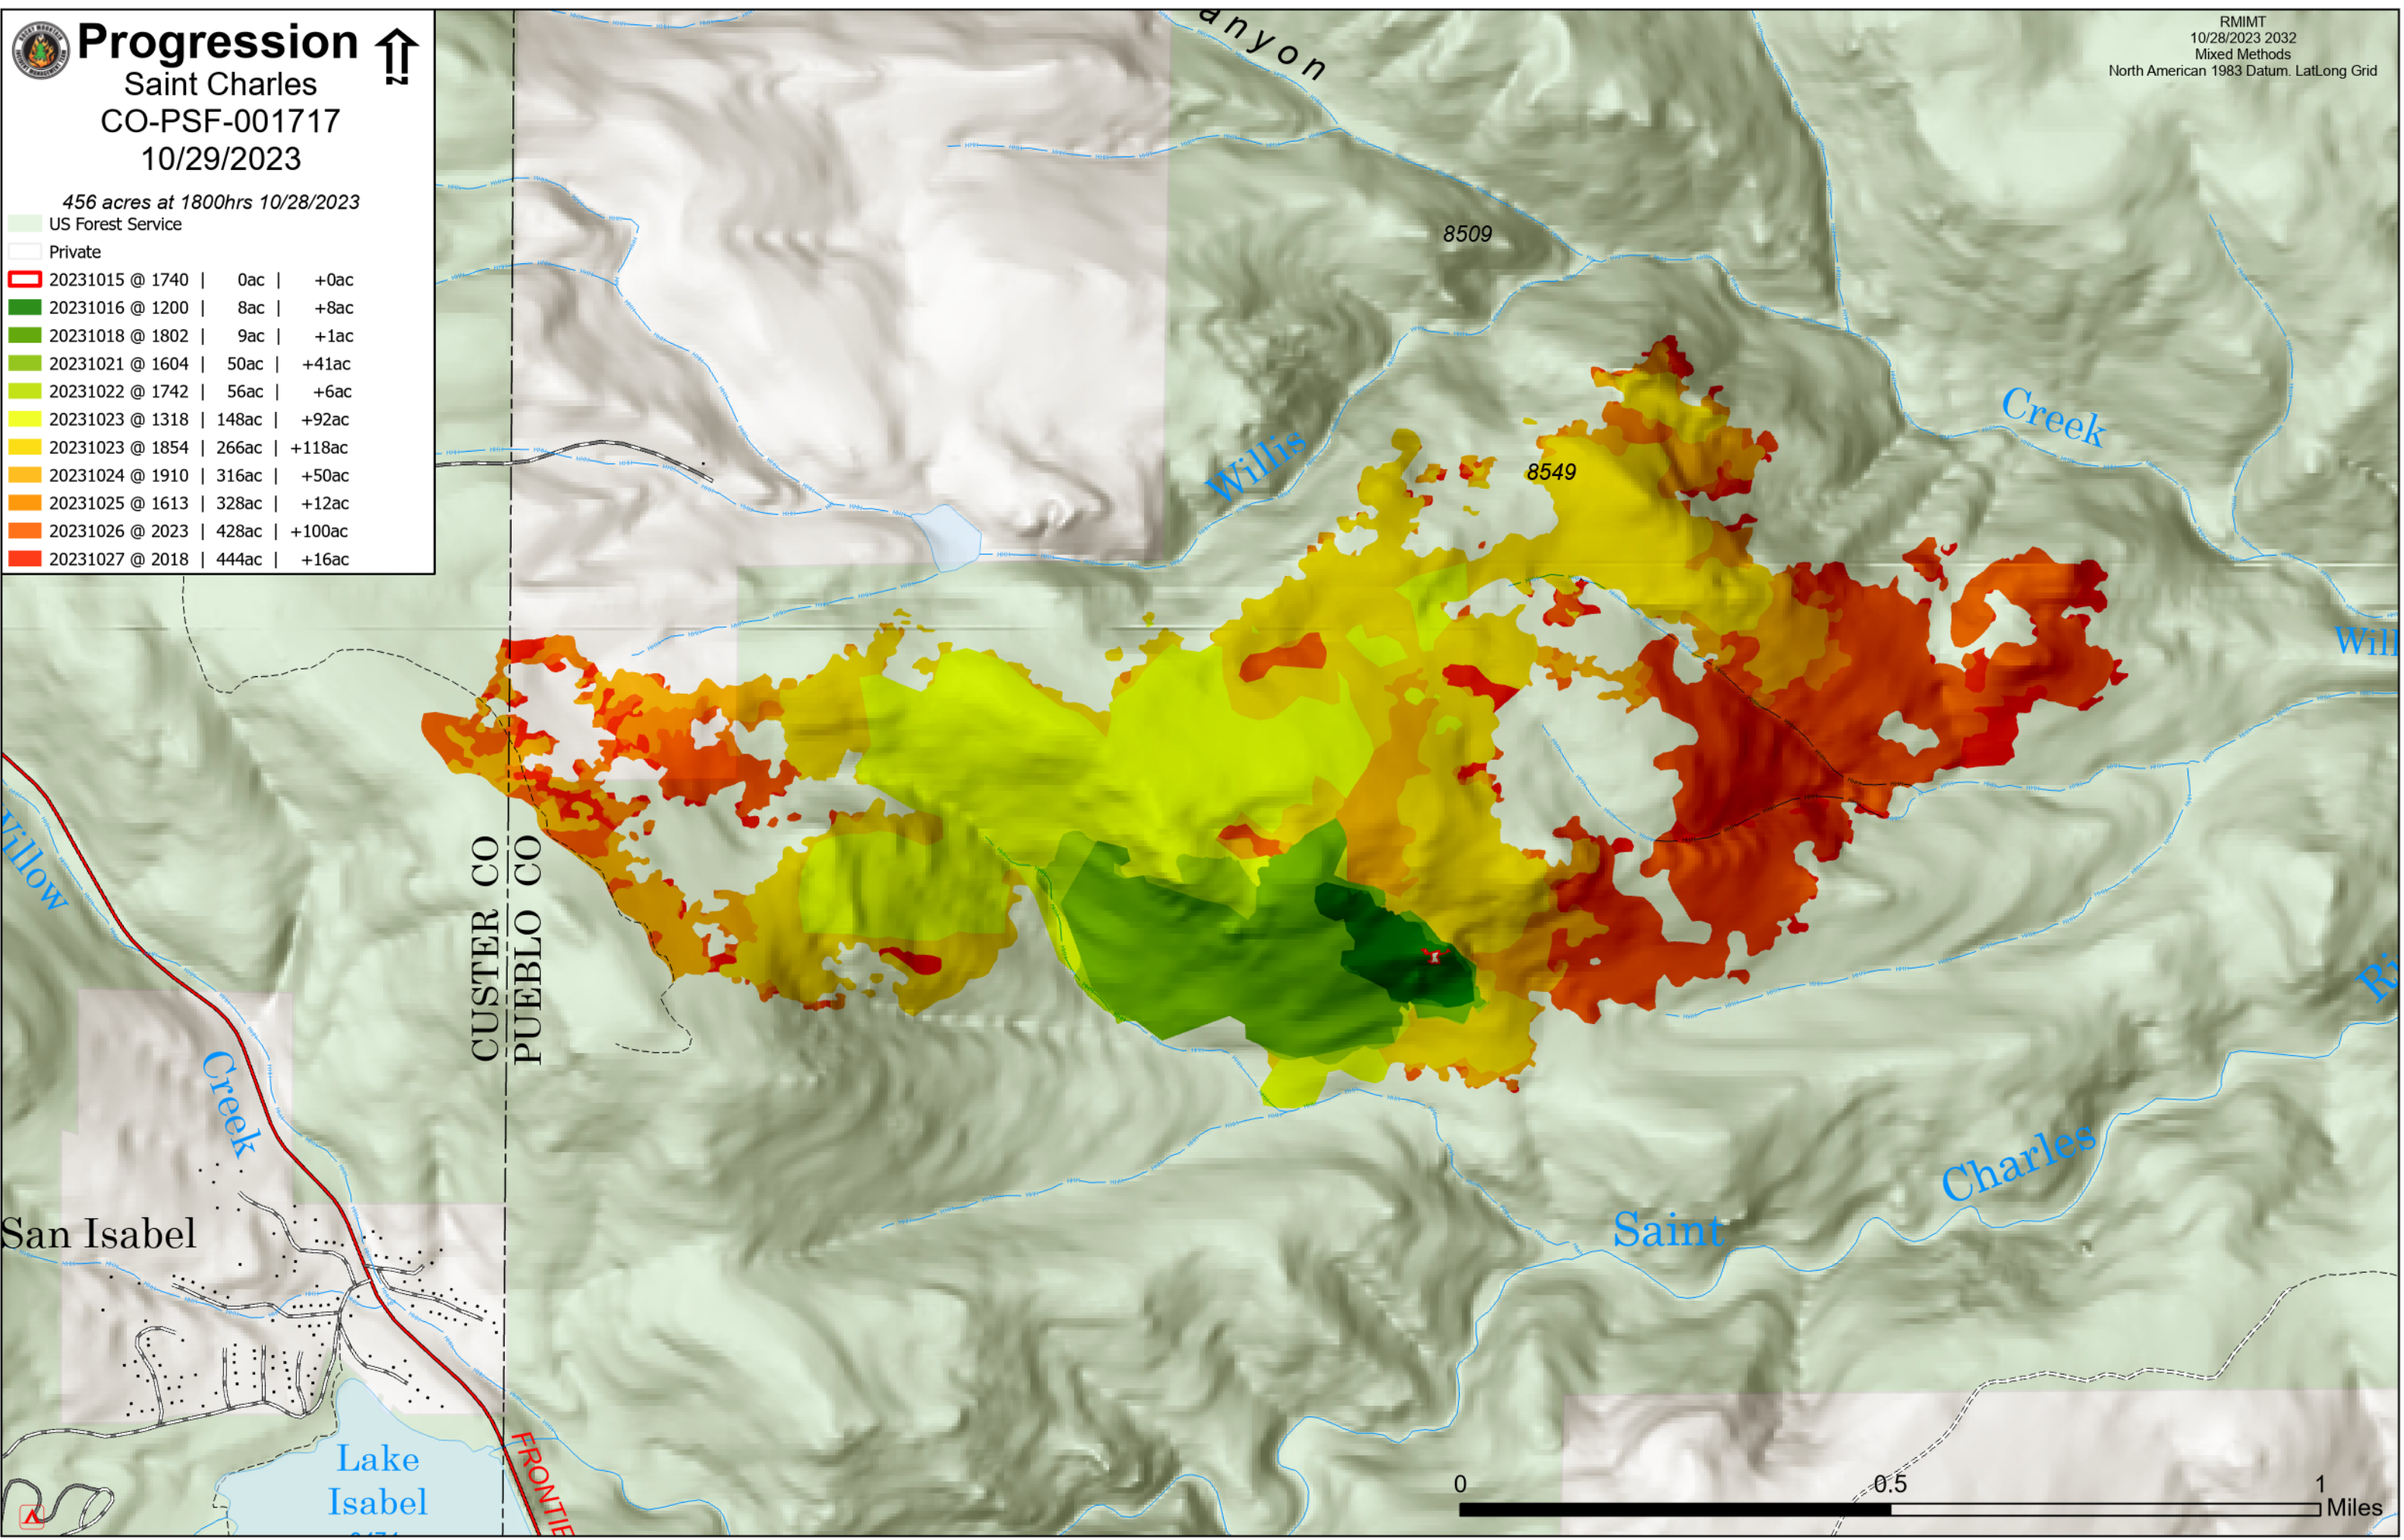 Progression
Saint Charles
CO-PSF-001717
10/29/2023
456 acres at 1800hrs 10/28/2023
US Forest Service
Private
20231015 @ 1740 | 0ac | +0ac
20231016 @ 1200 | 8ac | +8ac
20231018 @ 1802 | 9ac | +1ac
20231021 @ 1604 | 50ac | +41ac
20231022 @ 1742 | 56ac | +6ac
20231023 @ 1318 | 148ac | +92ac
20231023 @ 1854 | 266ac | +118ac
20231024 @ 1910 | 316ac | +50ac
20231025 @ 1613 | 328ac | +12ac
20231026 @ 2023 | 428ac | +100ac
20231027 @ 2018 | 444ac | +16ac
RMIMT
10/28/2023 2032
Mixed Methods
North American 1983 Datum. LatLong Grid
anyon
8509
Creek
Willis
8549
Will
CUSTER CO
PUEBLO CO
Willow
Creek
Ri
Charles
Saint
San Isabel
Lake
Isabel
FRONTIE
0 0.5 1
Miles